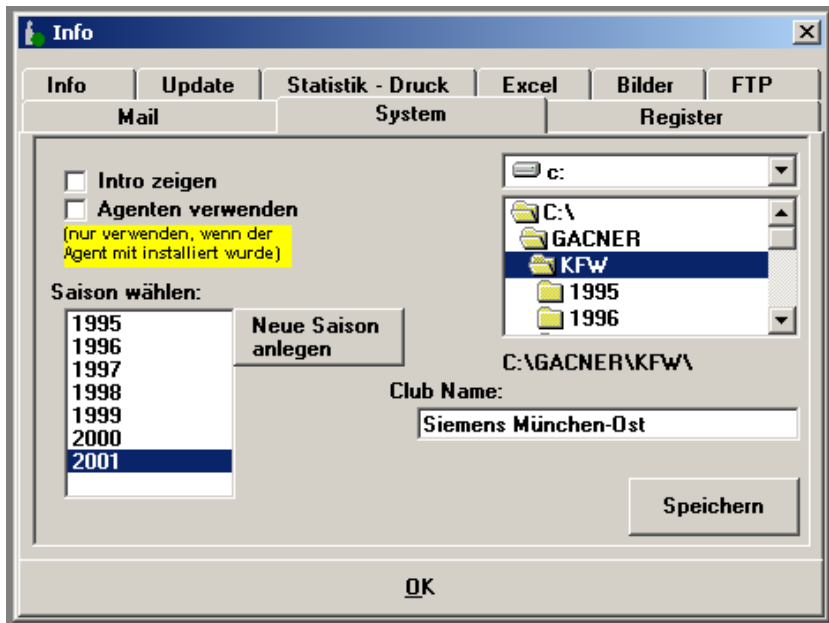 Info
Info Update Statistik - Druck Excel Bilder FTP
Mail System Register
Intro zeigen
Agenten verwenden
(nur verwenden, wenn der
Agent mit installiert wurde)
Saison wählen:
1995
1996
1997
1998
1999
2000
2001
Neue Saison
anlegen
c:
C:\
GACNER
KFW
1995
1996
C:\GACNER\KFW\
Club Name:
Siemens München-Ost
Speichern
OK